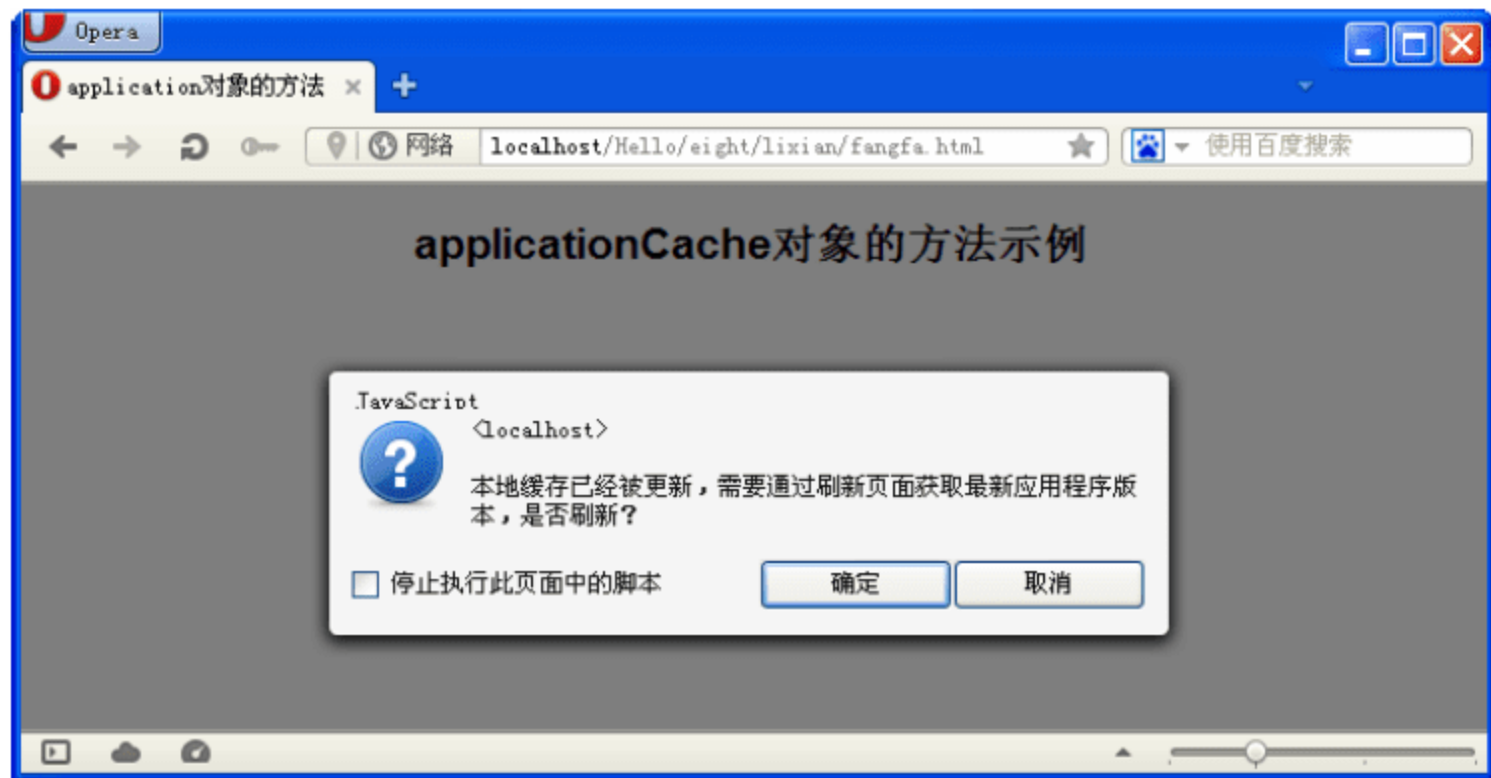 Opera
application对象的方法
网络 localhost/Hello/eight/lixian/fangfa.html 使用百度搜索
applicationCache对象的方法示例
JavaScript
<localhost>
本地缓存已经被更新，需要通过刷新页面获取最新应用程序版
本，是否刷新？
停止执行此页面中的脚本 确定 取消